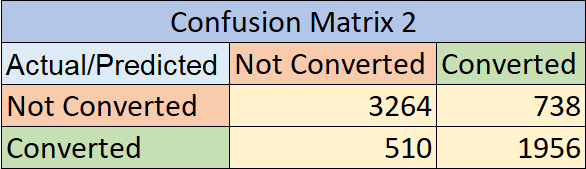 Confusion Matrix 2
Actual/Predicted Not Converted Converted
Not Converted 3264 738
Converted 510 1956